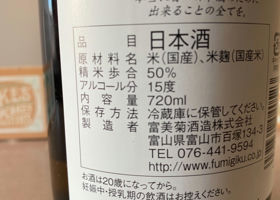 出来ることの全てを。
品目 日本酒
原材料名 米(国産)、米麹(国産米)
精米歩合 50%
アルコール分 15度
内容量 720ml
保存方法 冷蔵庫に保管してください
製造者 富美菊酒造株式会社
富山県富山市百塚134-3
TEL 076-441-9594
https://www.fumigiku.co.jp
お酒は20歳になってから。
妊娠中・授乳期の飲酒はお控えください。